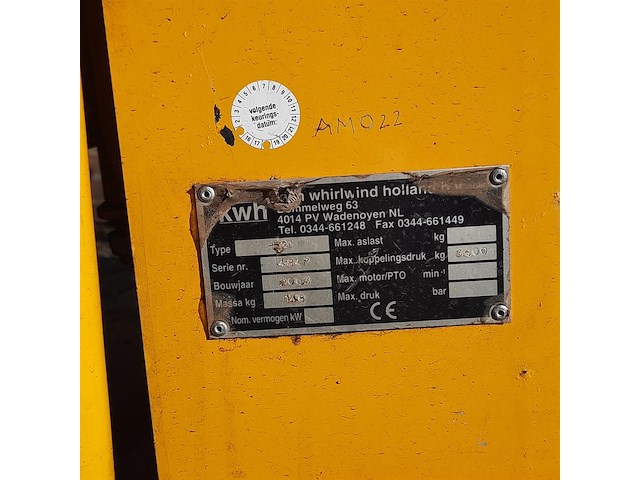 volgende
keurings-
datum:
AM022
kwh whirlwind holland
63
4014 PV Wadenoyen NL
Tel. 0344-661248 Fax 0344-661449
Type
Serie nr.
Bouwjaar
Massa kg
Nom. vermogen kW
Max. aslast kg
Max. koppelingsdruk kg
Max. motor/PTO min⁻¹
Max. druk bar
CE